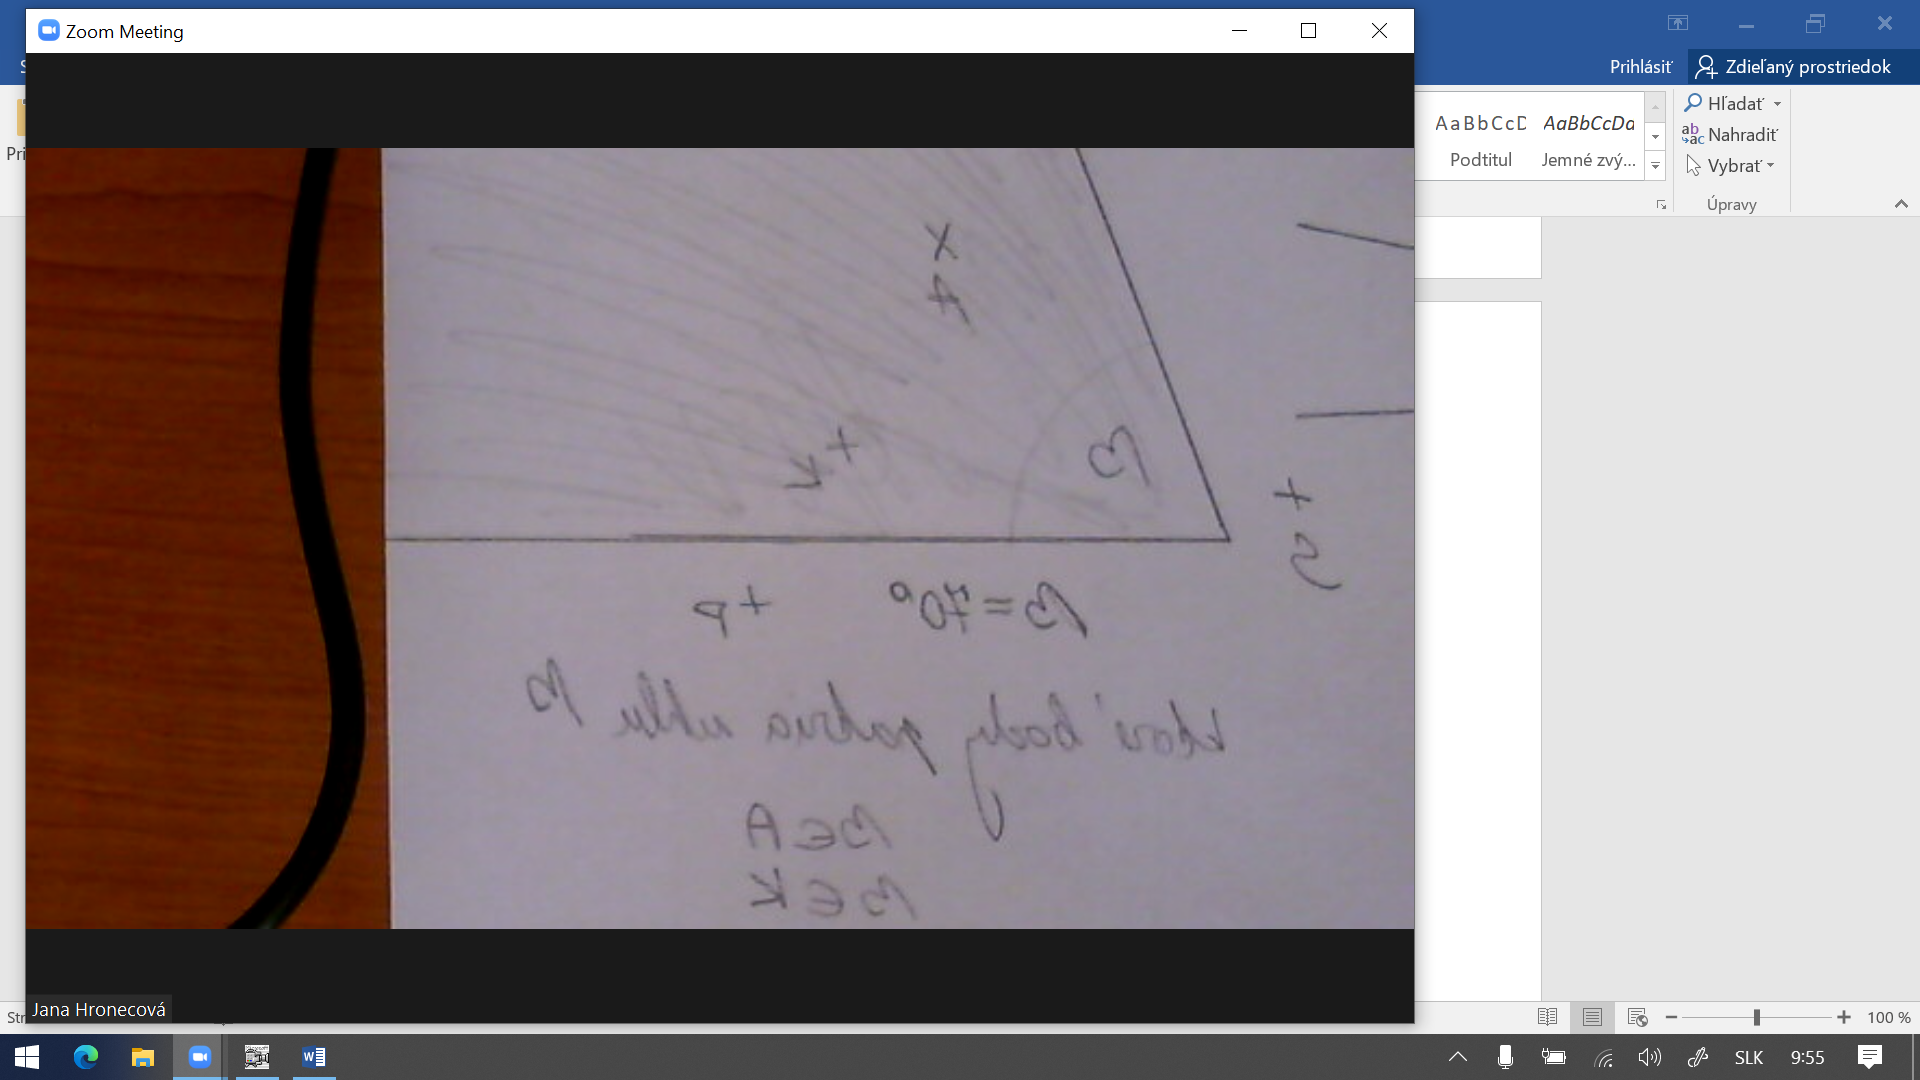 Zoom Meeting
Prihlásiť
Zdieľaný prostriedok
AaBbCcD
AaBbCcDa
Hľadať
Nahradiť
Vybrať
Podtitul
Jemné zvý...
Úpravy
X
A
+
K
β
+
S
β=70° +P
ktoré body patria uhlu β
β∈A
β∈K
Jana Hronecová
100 %
SLK
9:55